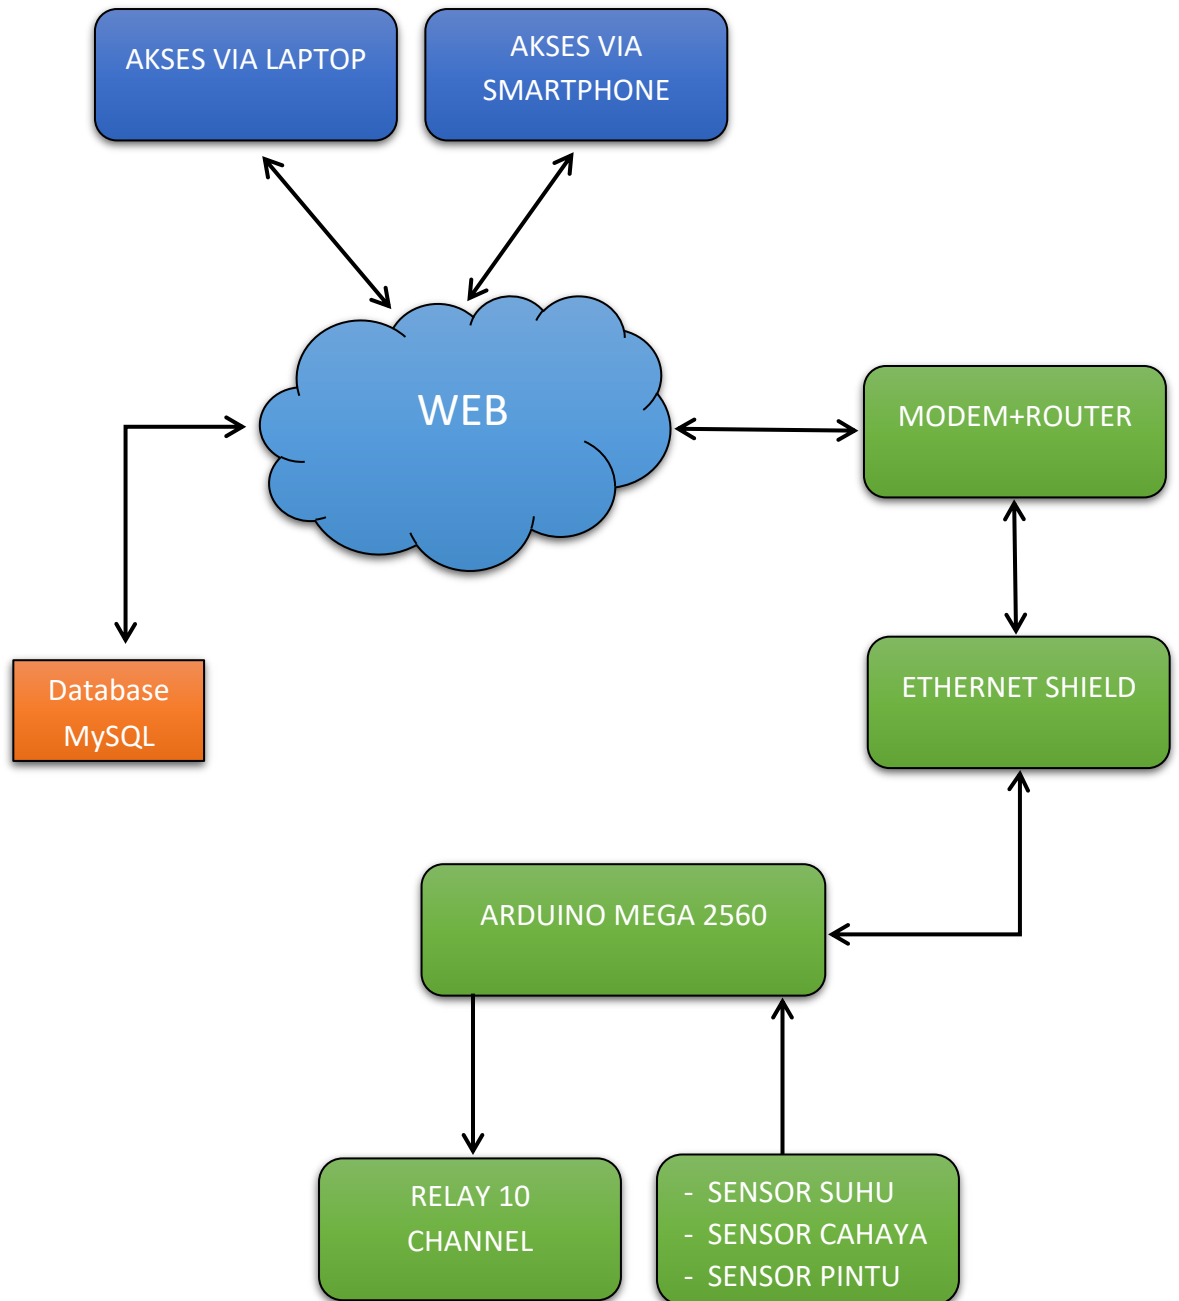 AKSES VIA LAPTOP
AKSES VIA
SMARTPHONE
WEB
MODEM+ROUTER
Database
MySQL
ETHERNET SHIELD
ARDUINO MEGA 2560
RELAY 10
CHANNEL
- SENSOR SUHU
- SENSOR CAHAYA
- SENSOR PINTU